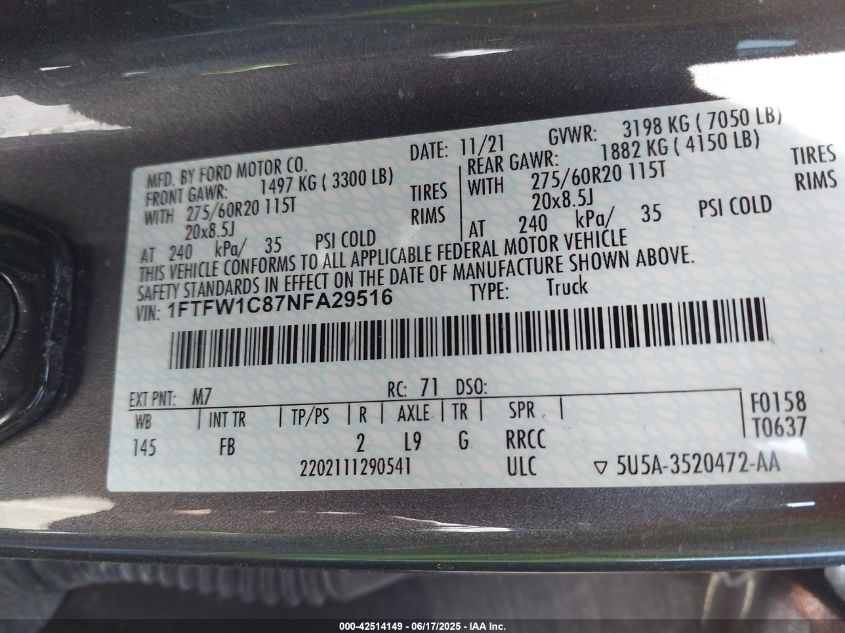 MFD. BY FORD MOTOR CO. DATE: 11/21 GVWR: 3198 KG ( 7050 LB)
FRONT GAWR: 1497 KG ( 3300 LB) REAR GAWR: 1882 KG ( 4150 LB)
WITH 275/60R20 115T TIRES WITH 275/60R20 115T TIRES
20x8.5J RIMS 20x8.5J RIMS
AT 240 kPa/ 35 PSI COLD AT 240 kPa/ 35 PSI COLD
THIS VEHICLE CONFORMS TO ALL APPLICABLE FEDERAL MOTOR VEHICLE
SAFETY STANDARDS IN EFFECT ON THE DATE OF MANUFACTURE SHOWN ABOVE.
VIN: 1FTFW1C87NFA29516 TYPE: Truck
EXT PNT: M7 RC: 71 DSO:
WB INT TR TP/PS R AXLE TR SPR F0158
145 FB 2 L9 G RRCC T0637
2202111290541 ULC ▽ 5U5A-3520472-AA
000-42514149 - 06/17/2025 - IAA Inc.